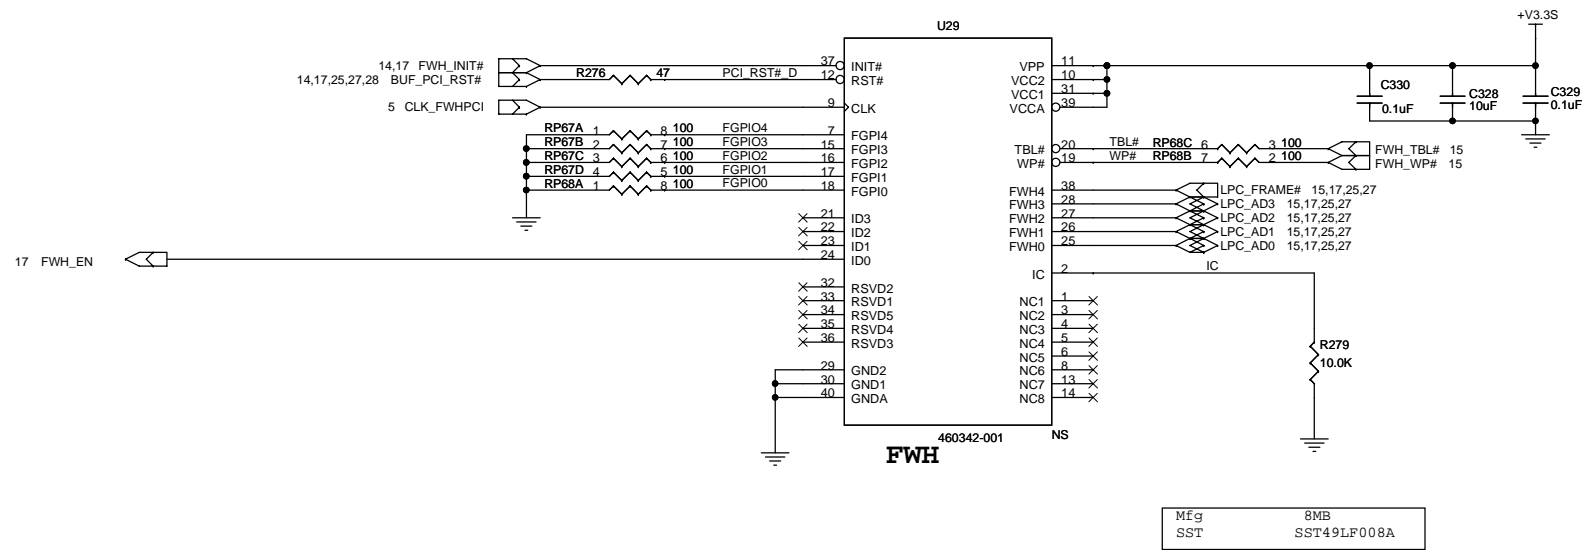 +V3.3S
U29
14,17 FWH_INIT# 37 INIT#
14,17,25,27,28 BUF_PCI_RST# R276 47 PCI_RST#_D 12 RST#
5 CLK_FWHPCI 9 CLK
RP67A 1 8 100 FGPIO4 7 FGPI4
RP67B 2 7 100 FGPIO3 15 FGPI3
RP67C 3 6 100 FGPIO2 16 FGPI2
RP67D 4 5 100 FGPIO1 17 FGPI1
RP68A 1 8 100 FGPIO0 18 FGPI0
21 ID3
22 ID2
23 ID1
17 FWH_EN 24 ID0
32 RSVD2
33 RSVD1
34 RSVD5
35 RSVD4
36 RSVD3
29 GND2
30 GND1
40 GNDA
VPP 11
VCC2 10
VCC1 31
VCCA 39
C330
0.1uF
C328
10uF
C329
0.1uF
TBL# 20 TBL# RP68C 6 3 100 FWH_TBL# 15
WP# 19 WP# RP68B 7 2 100 FWH_WP# 15
FWH4 38 LPC_FRAME# 15,17,25,27
FWH3 28 LPC_AD3 15,17,25,27
FWH2 27 LPC_AD2 15,17,25,27
FWH1 26 LPC_AD1 15,17,25,27
FWH0 25 LPC_AD0 15,17,25,27
IC 2 IC
NC1 1
NC2 3
NC3 4
NC4 5
NC5 6
NC6 8
NC7 13
NC8 14
R279
10.0K
460342-001 NS
FWH
Mfg 8MB
SST SST49LF008A